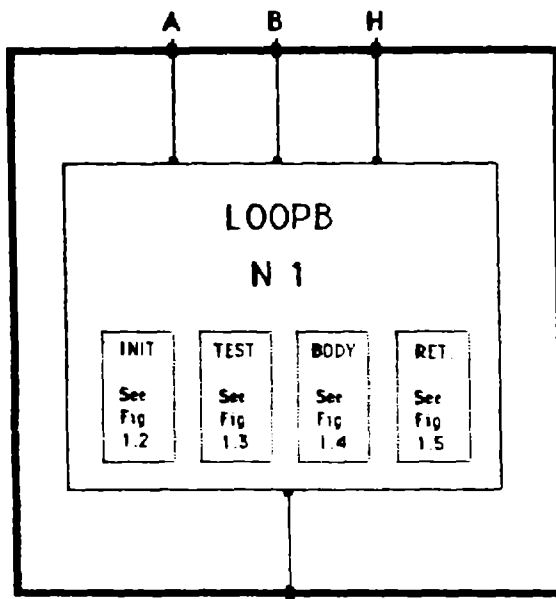 A B H
LOOPB
N 1
INIT TEST BODY RET.
See See See See
Fig Fig Fig Fig
1.2 1.3 1.4 1.5